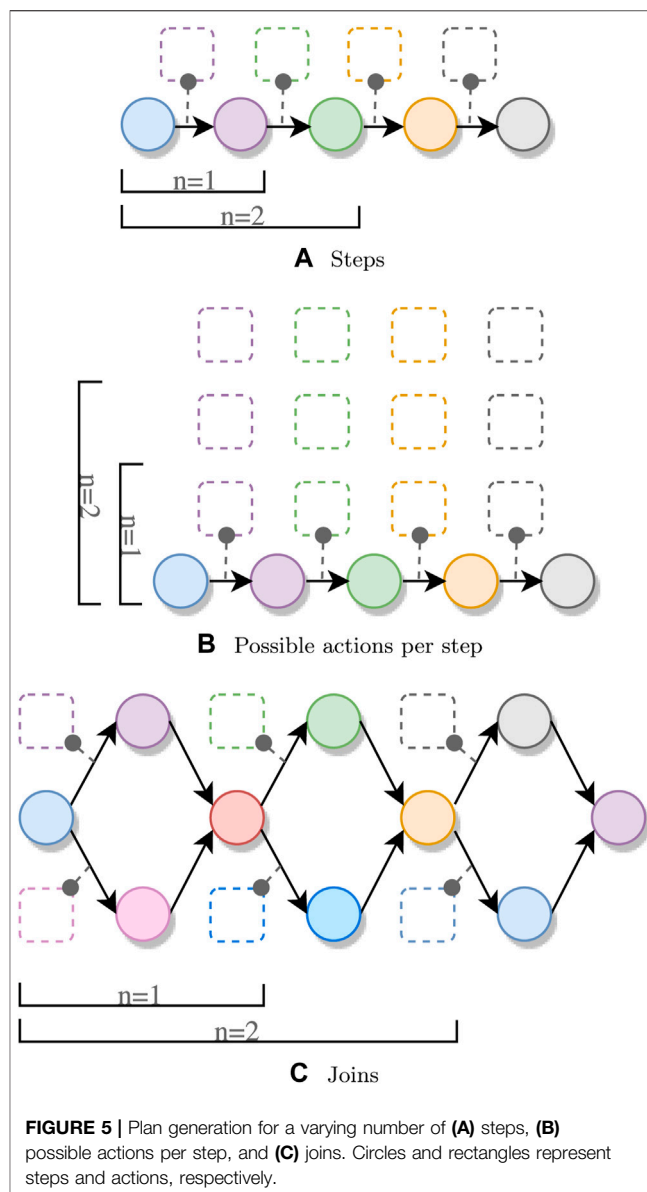 n=1
n=2
A Steps
n=2
n=1
B Possible actions per step
n=1
n=2
C Joins
FIGURE 5 | Plan generation for a varying number of (A) steps, (B)
possible actions per step, and (C) joins. Circles and rectangles represent
steps and actions, respectively.